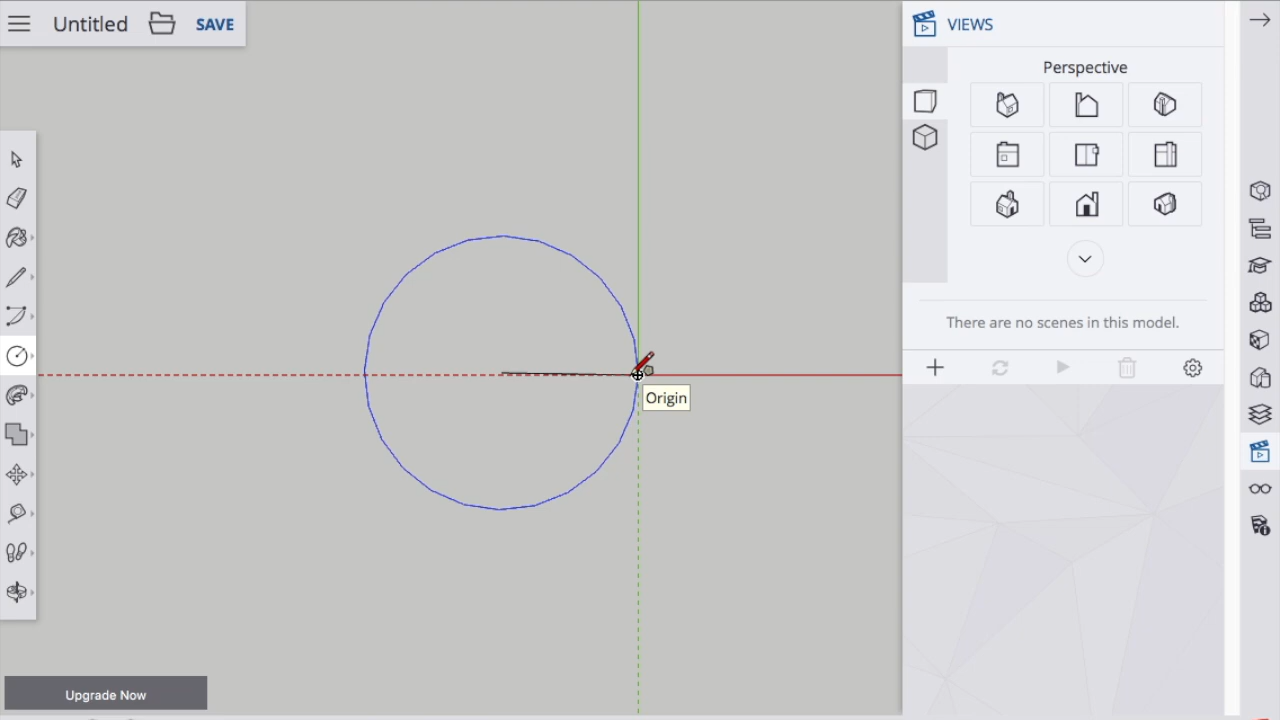 Untitled
SAVE
VIEWS
Perspective
There are no scenes in this model.
Origin
Upgrade Now